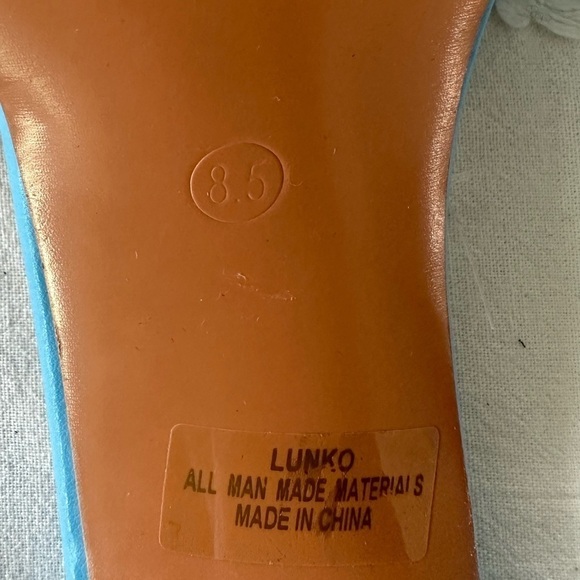 8.5
LUNKO
ALL MAN MADE MATERIALS
MADE IN CHINA